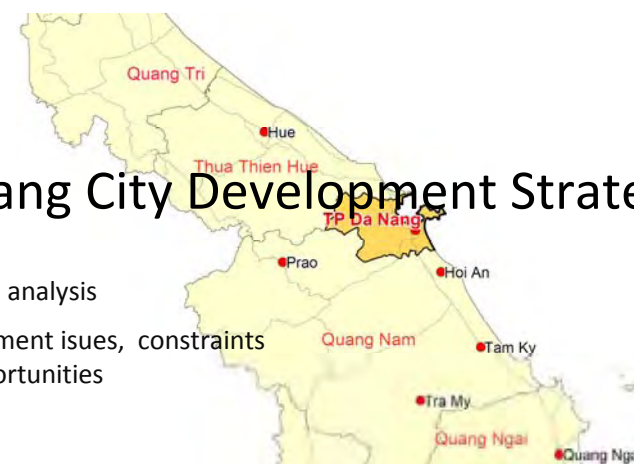 Quang Tri
Hue
Thua Thien Hue
ang City Development Strate
TP Da Nang
Prao
Hoi An
analysis
ment isues, constraints
ortunities
Quang Nam
Tam Ky
Tra My
Quang Ngai
Quang Nga